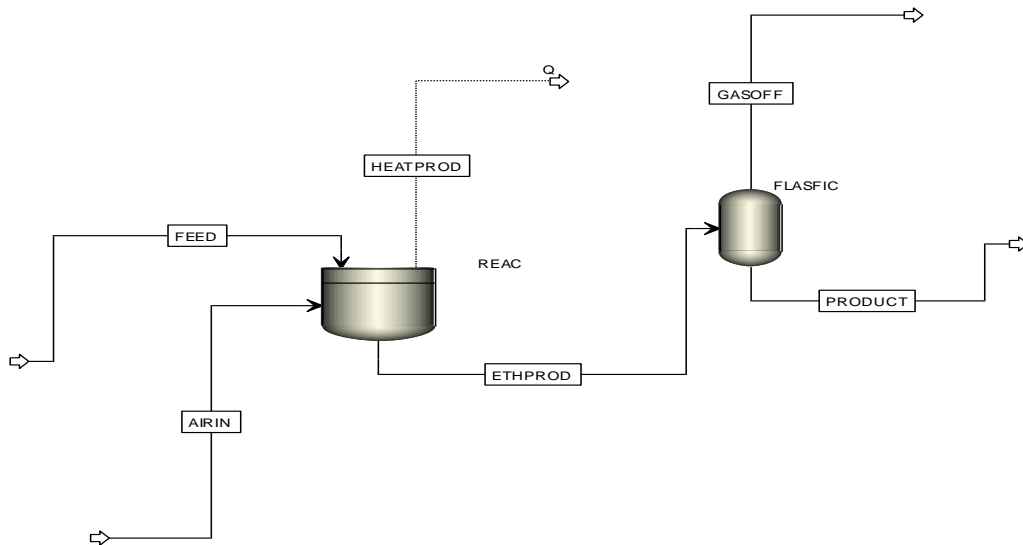 Q
GASOFF
HEATPROD
FLASFIC
FEED
REAC
PRODUCT
ETHPROD
AIRIN